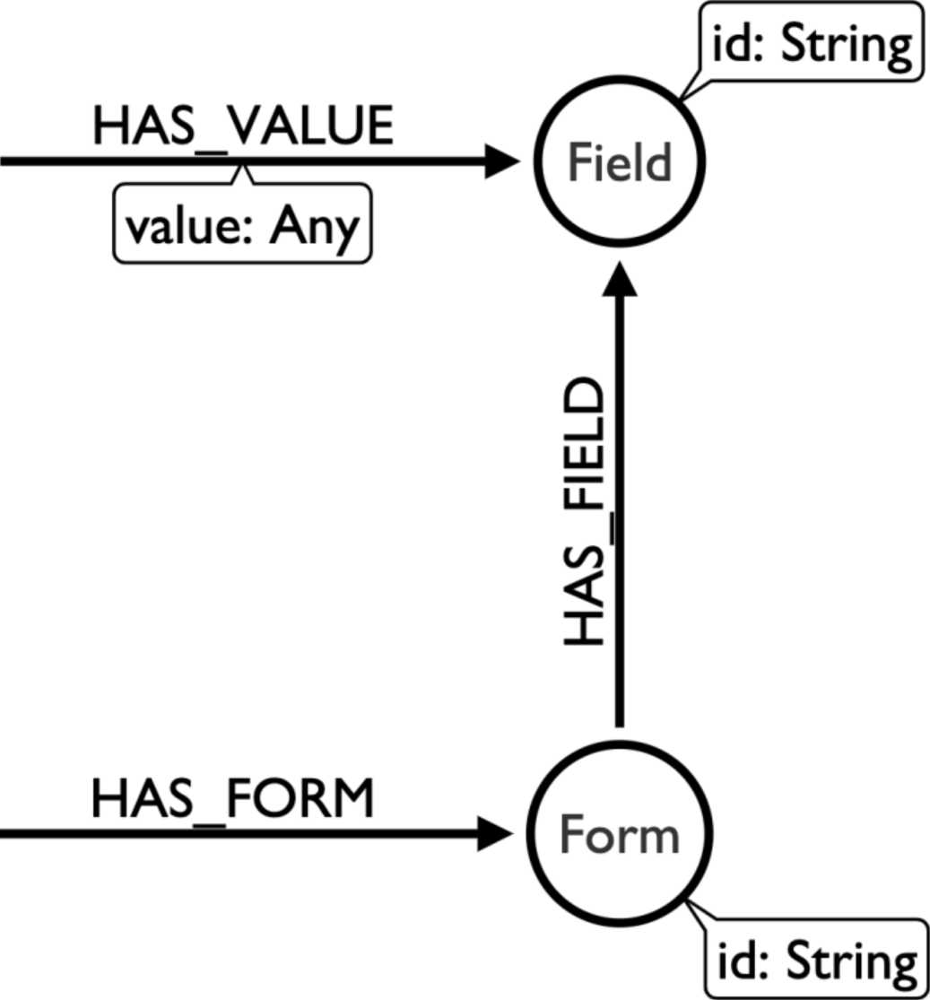 id: String
HAS_VALUE
Field
value: Any
HAS_FIELD
HAS_FORM
Form
id: String